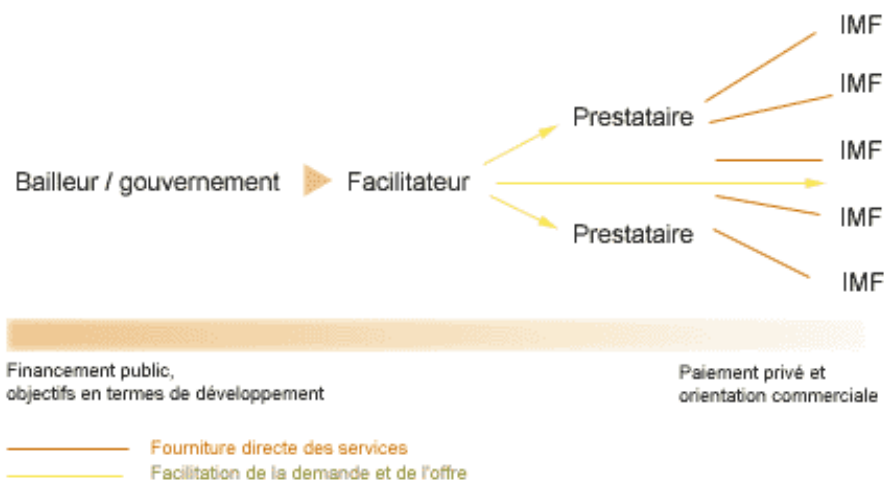 IMF
IMF
Prestataire
IMF
Bailleur / gouvernement Facilitateur
IMF
Prestataire
IMF
Financement public,
objectifs en termes de développement
Paiement privé et
orientation commerciale
Fourniture directe des services
Facilitation de la demande et de l'offre